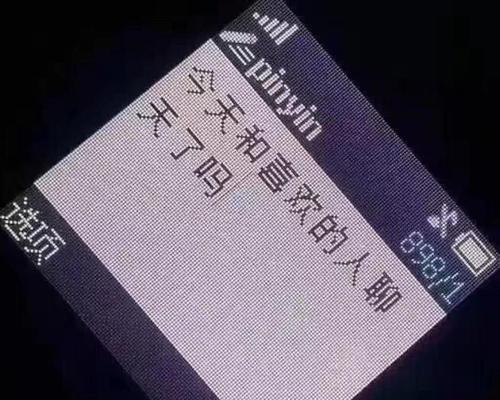 pinyin
898/1
今天和喜欢的人聊
天了吗
选项